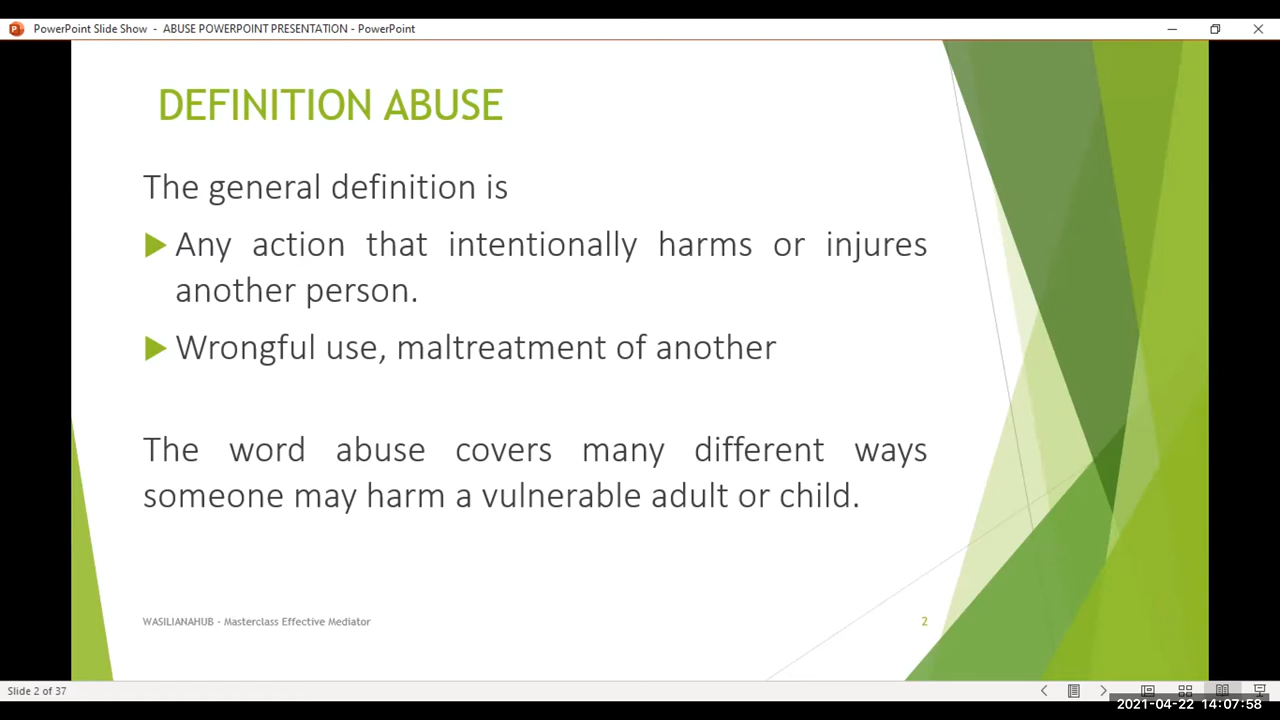 PowerPoint Slide Show - ABUSE POWERPOINT PRESENTATION - PowerPoint
DEFINITION ABUSE
The general definition is
Any action that intentionally harms or injures
another person.
Wrongful use, maltreatment of another
The word abuse covers many different ways
someone may harm a vulnerable adult or child.
WASILIANAHUB - Masterclass Effective Mediator
2
Slide 2 of 37
2021-04-22 14:07:58